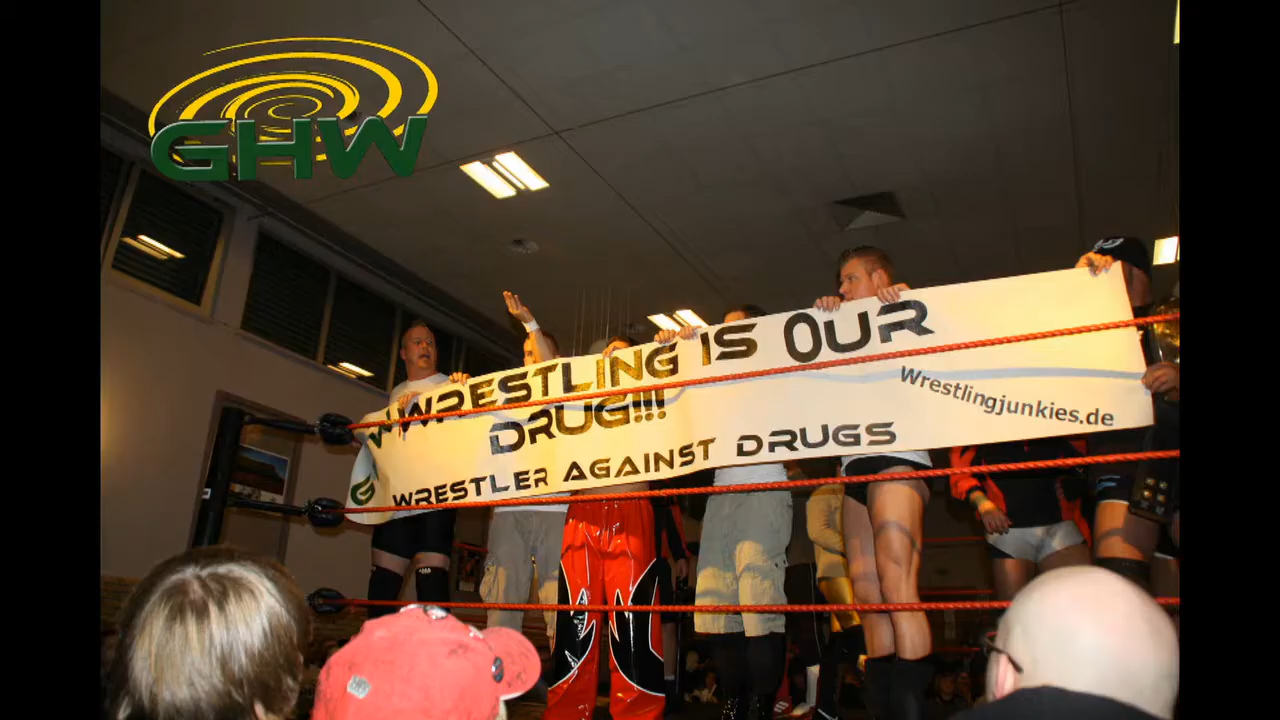 GHW
WRESTLING IS OUR
DRUG!!!
WRESTLER AGAINST DRUGS
Wrestlingjunkies.de